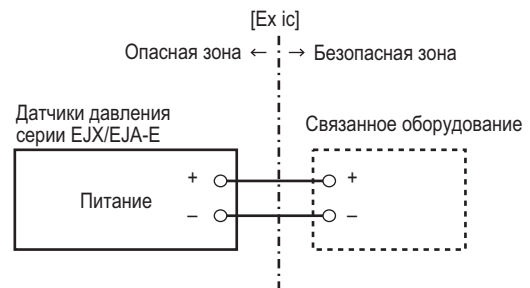 [Ex ic]
Опасная зона ← → Безопасная зона
Датчики давления
серии EJX/EJA-E
Связанное оборудование
+ +
Питание
– –